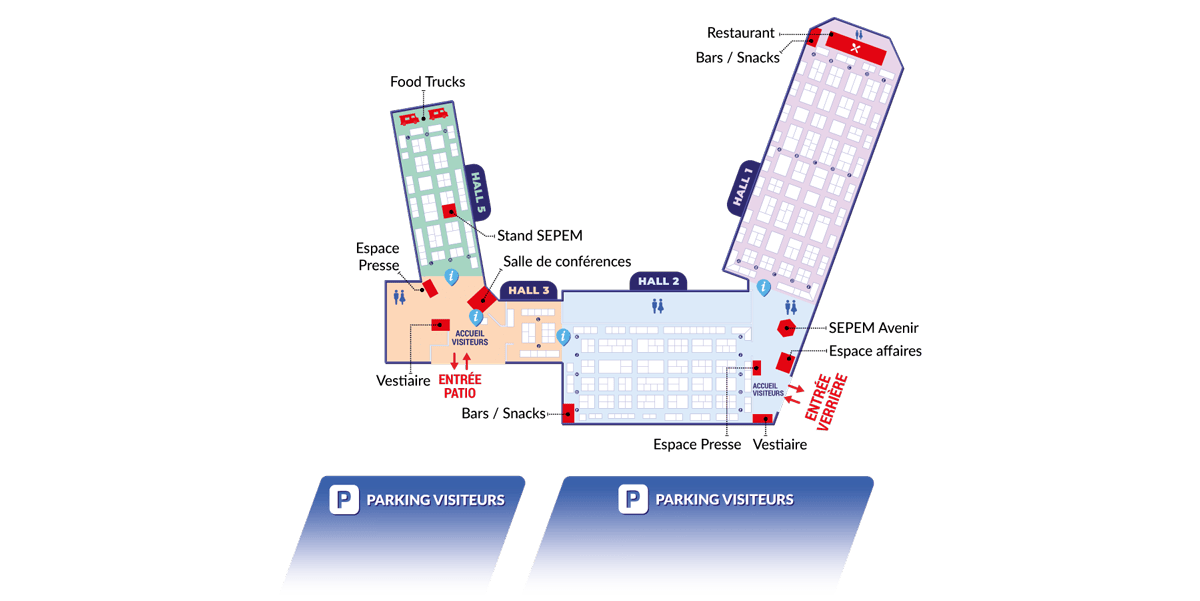 Restaurant
Bars / Snacks
Food Trucks
HALL 1
HALL 5
Stand SEPEM
Espace
Presse
Salle de conférences
HALL 3
HALL 2
ACCUEIL
VISITEURS
SEPEM Avenir
Espace affaires
Vestiaire
ENTRÉE
PATIO
ACCUEIL
VISITEURS
ENTRÉE
VERRIÈRE
Bars / Snacks
Espace Presse
Vestiaire
P PARKING VISITEURS
P PARKING VISITEURS